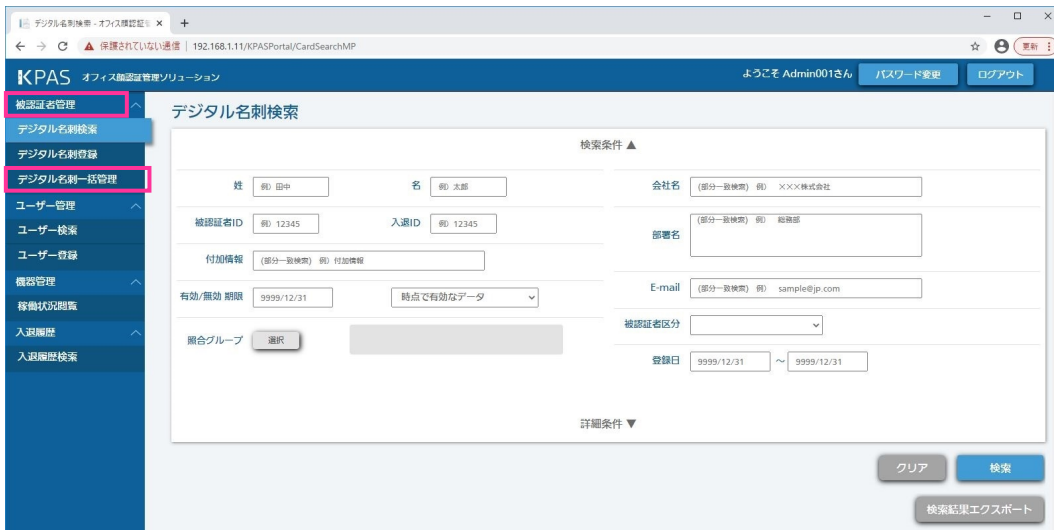 デジタル名刺検索 - オフィス顔認証
保護されていない通信 | 192.168.1.11/KPASPortal/CardSearchMP
更新
KPAS オフィス顔認証管理ソリューション
ようこそ Admin001さん
パスワード変更
ログアウト
被認証者管理
デジタル名刺検索
デジタル名刺登録
デジタル名刺一括管理
ユーザー管理
ユーザー検索
ユーザー登録
機器管理
稼働状況閲覧
入退履歴
入退履歴検索
デジタル名刺検索
検索条件 ▲
姓 例) 田中
名 例) 太郎
会社名 (部分一致検索) 例) ×××株式会社
被認証者ID 例) 12345
入退ID 例) 12345
部署名 (部分一致検索) 例) 総務部
付加情報 (部分一致検索) 例) 付加情報
有効/無効 期限 9999/12/31 時点で有効なデータ
E-mail (部分一致検索) 例) sample@jp.com
照合グループ 選択
被認証者区分
登録日 9999/12/31 ～ 9999/12/31
詳細条件 ▼
クリア
検索
検索結果エクスポート